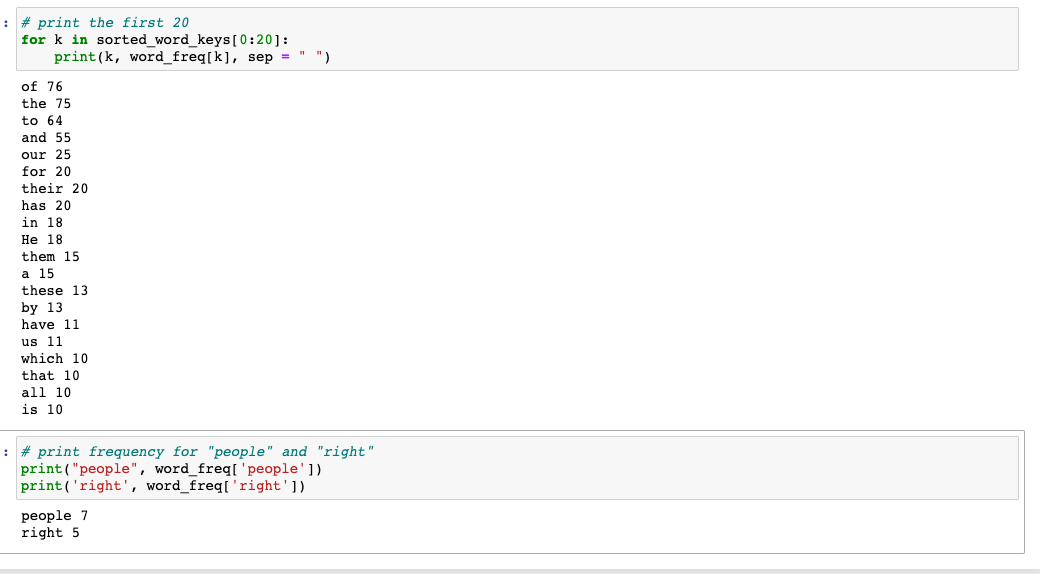 : # print the first 20
for k in sorted_word_keys[0:20]:
    print(k, word_freq[k], sep = " ")
of 76
the 75
to 64
and 55
our 25
for 20
their 20
has 20
in 18
He 18
them 15
a 15
these 13
by 13
have 11
us 11
which 10
that 10
all 10
is 10
: # print frequency for "people" and "right"
print("people", word_freq['people'])
print('right', word_freq['right'])
people 7
right 5